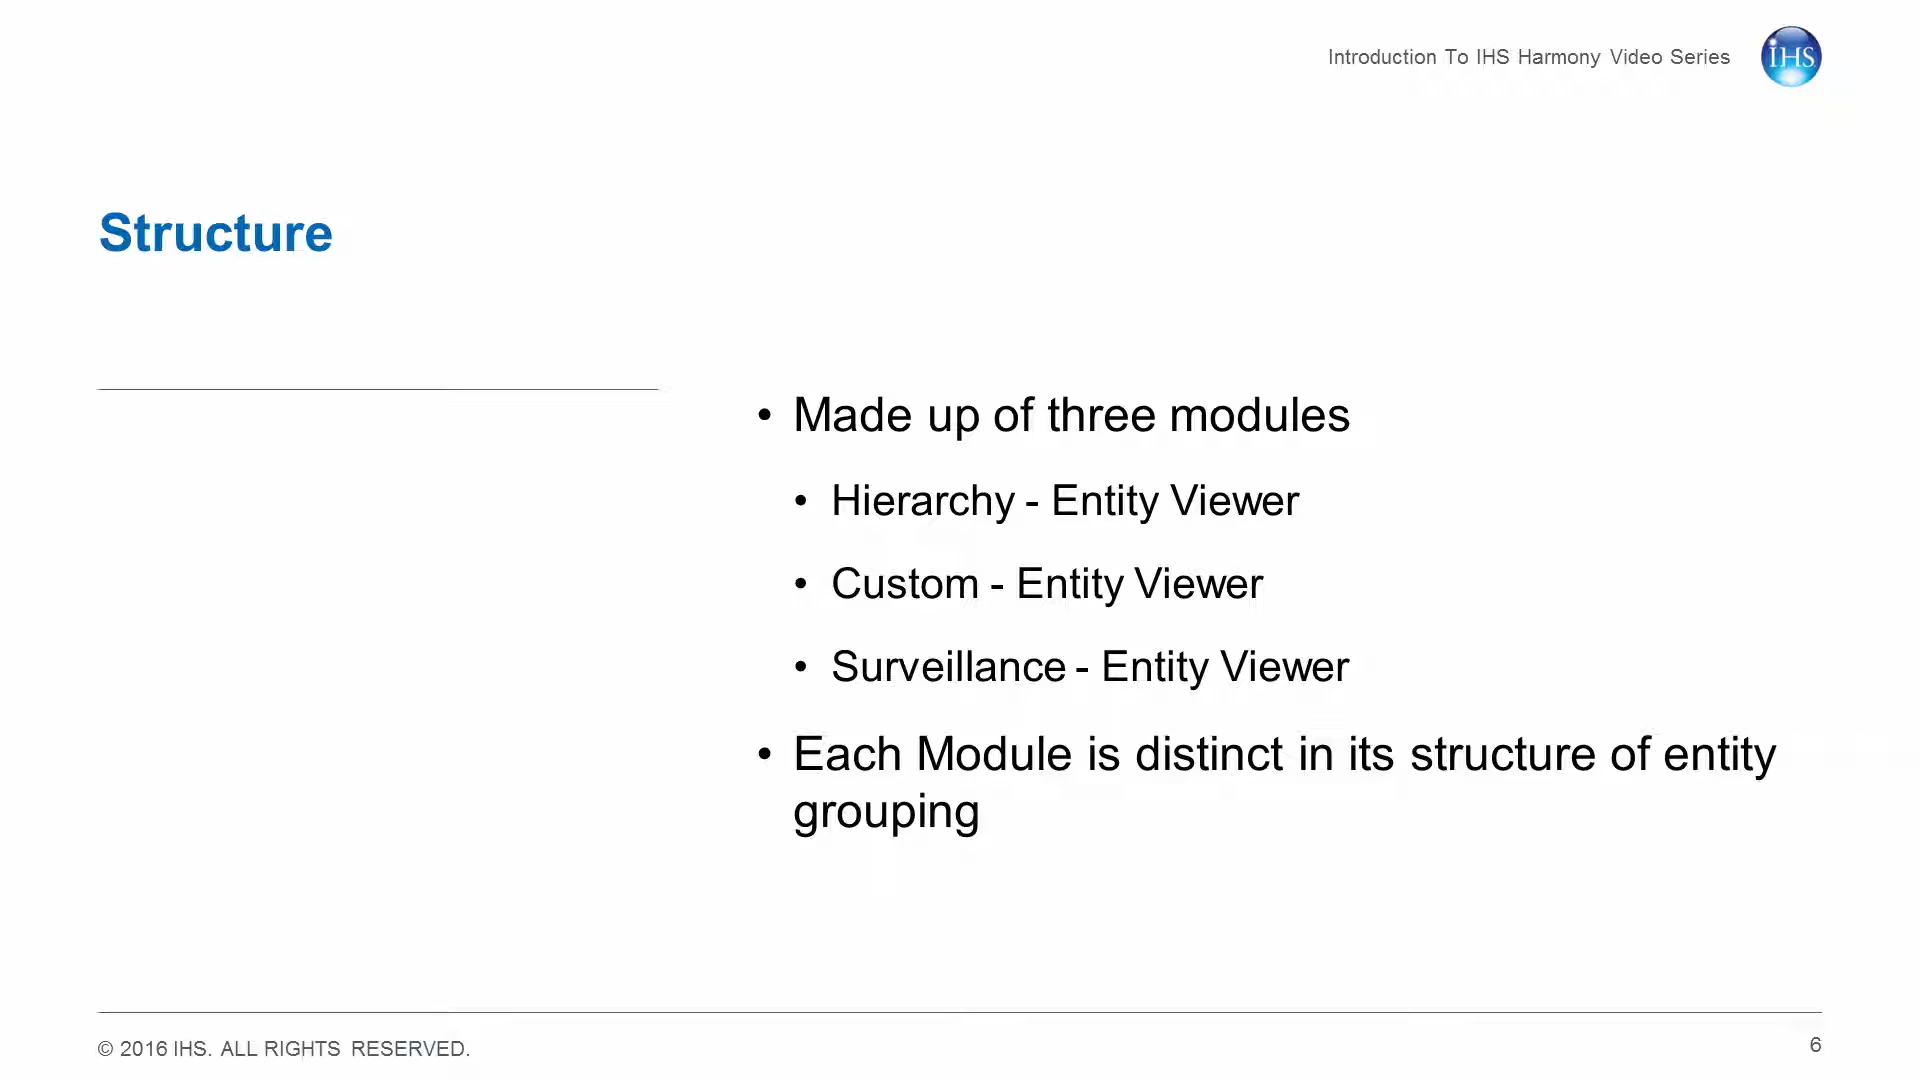 Introduction To IHS Harmony Video Series
IHS
Structure
• Made up of three modules
• Hierarchy - Entity Viewer
• Custom - Entity Viewer
• Surveillance - Entity Viewer
• Each Module is distinct in its structure of entity
grouping
© 2016 IHS. ALL RIGHTS RESERVED.
6